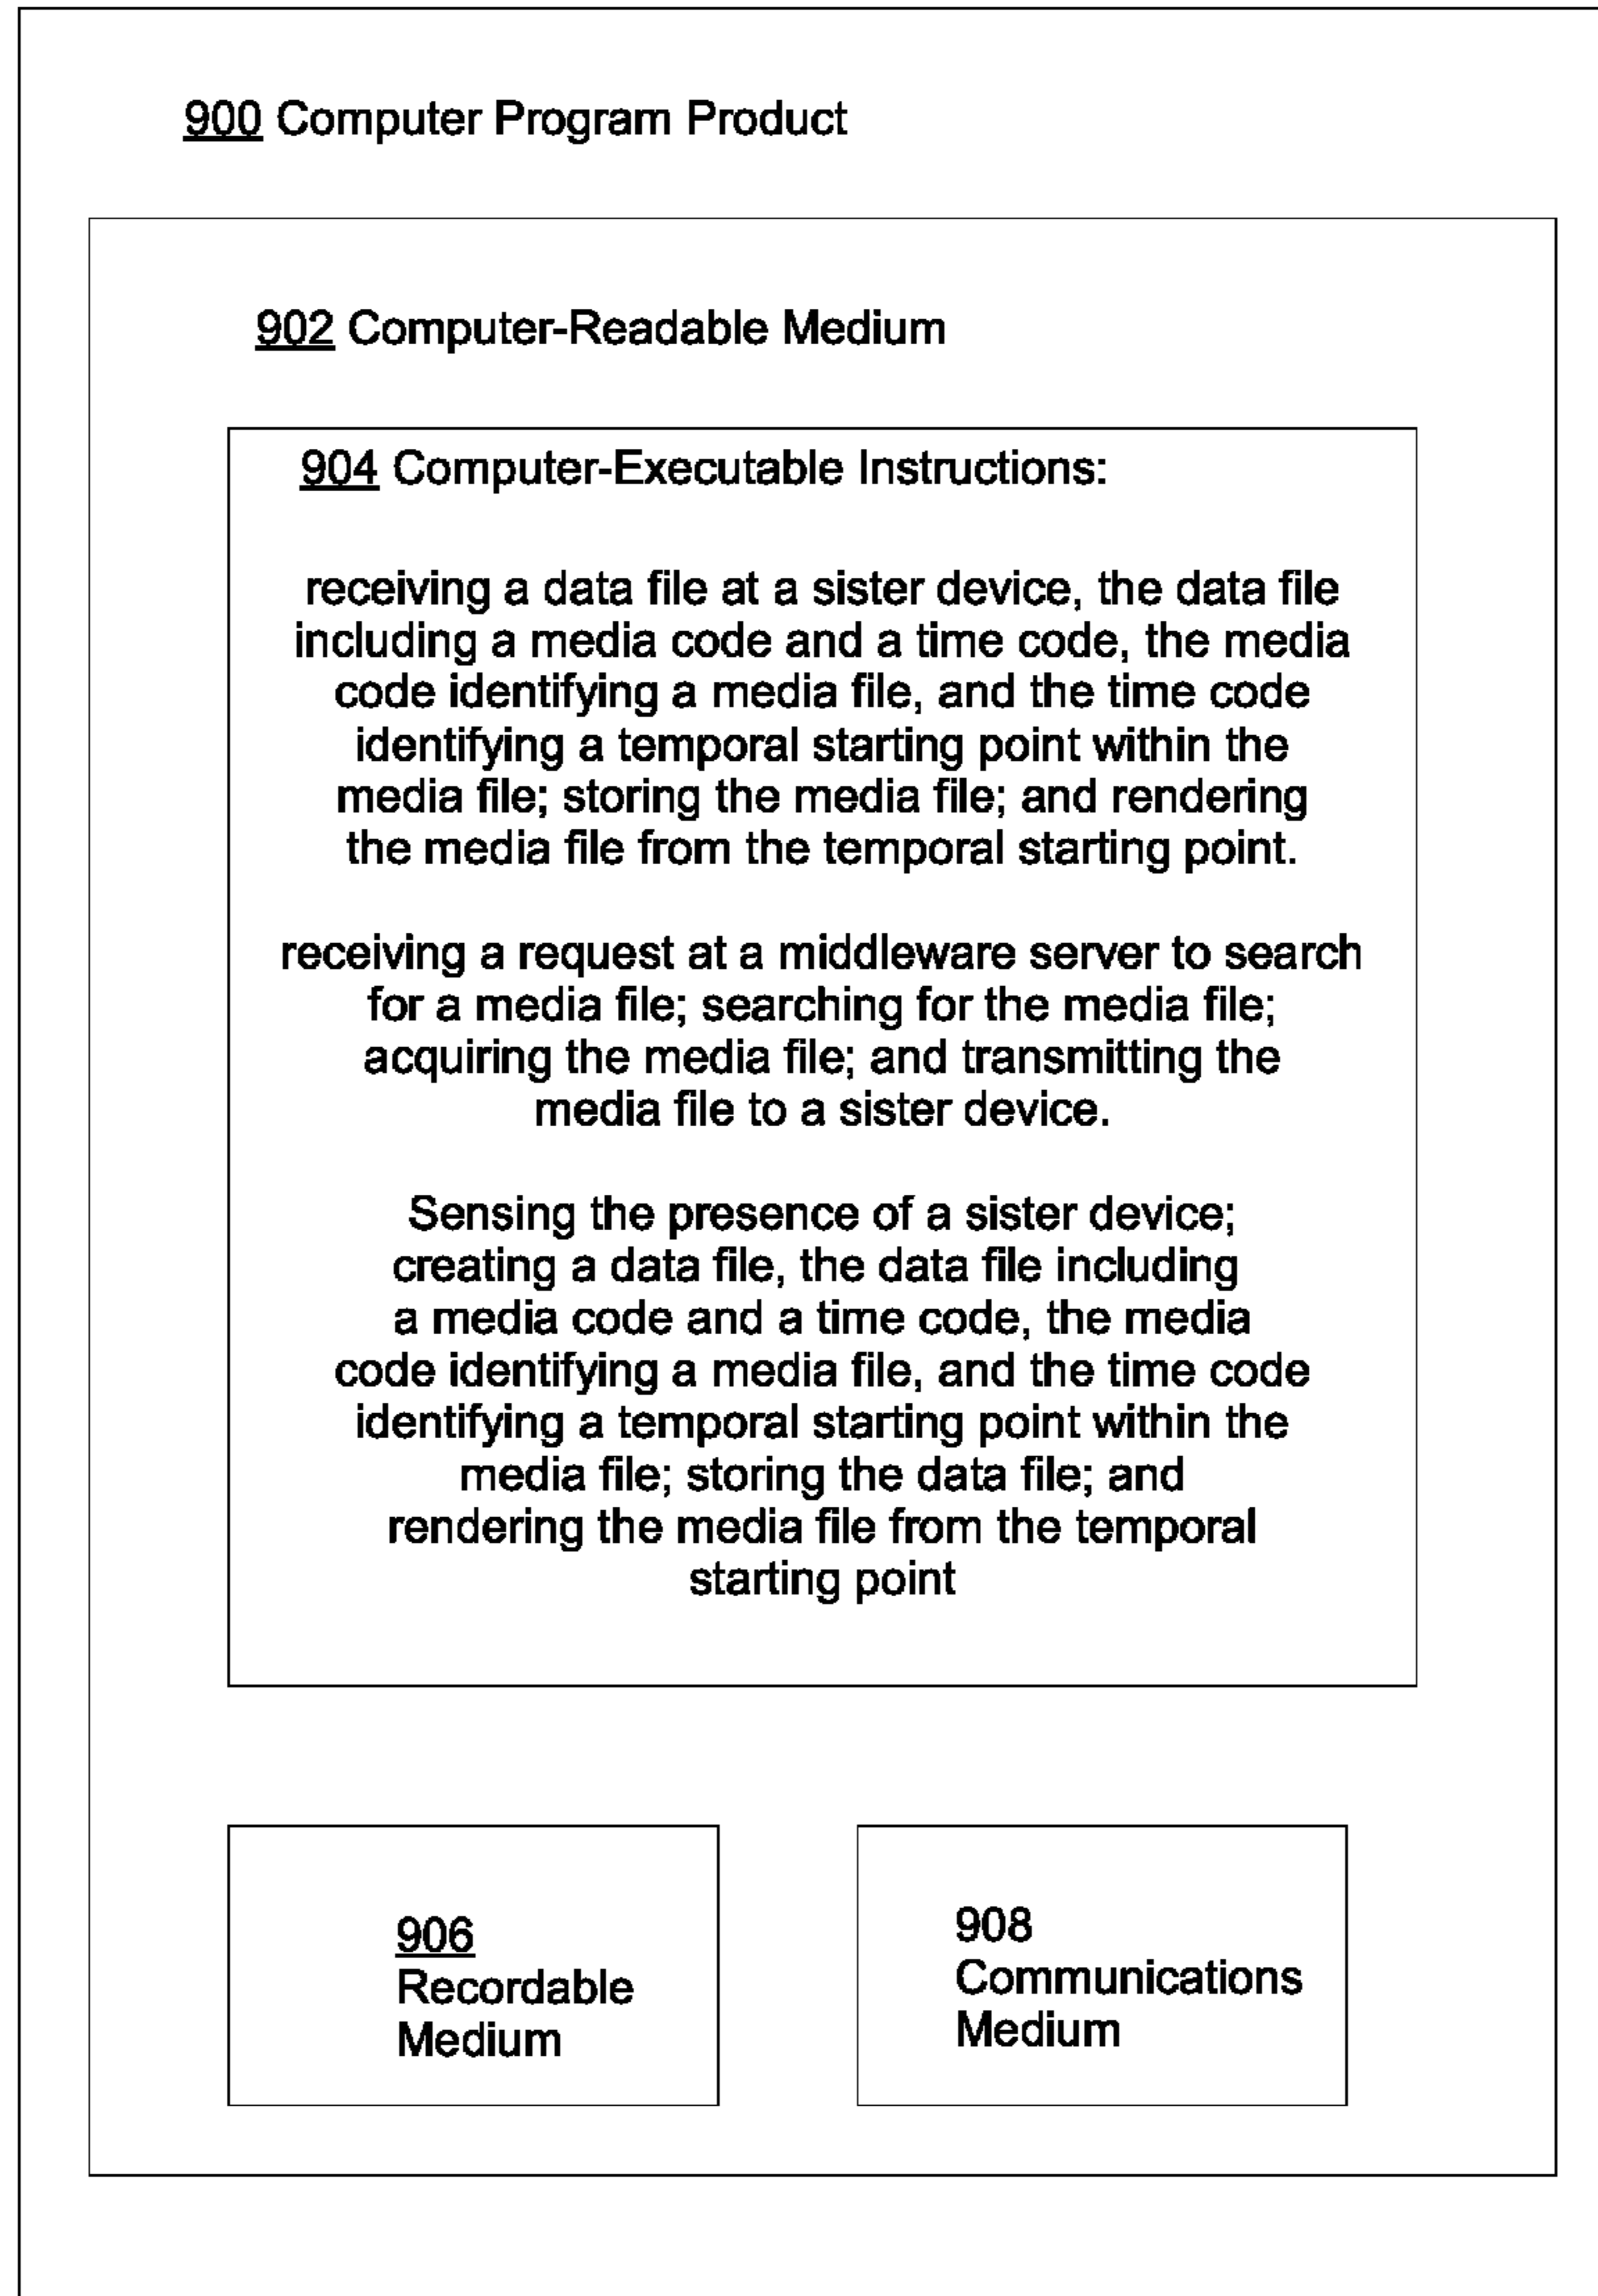 900 Computer Program Product
902 Computer-Readable Medium
904 Computer-Executable Instructions:
receiving a data file at a sister device, the data file
including a media code and a time code, the media
code identifying a media file, and the time code
identifying a temporal starting point within the
media file; storing the media file; and rendering
the media file from the temporal starting point.
receiving a request at a middleware server to search
for a media file; searching for the media file;
acquiring the media file; and transmitting the
media file to a sister device.
Sensing the presence of a sister device;
creating a data file, the data file including
a media code and a time code, the media
code identifying a media file, and the time code
identifying a temporal starting point within the
media file; storing the data file; and
rendering the media file from the temporal
starting point
906
Recordable
Medium
908
Communications
Medium